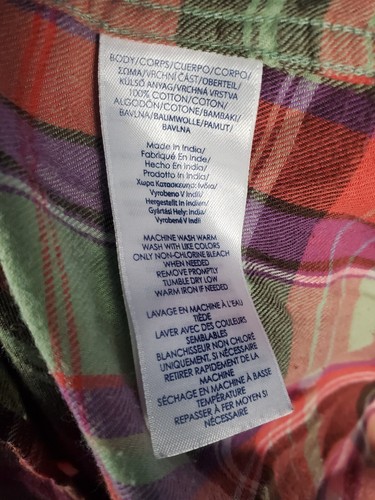 BODY/CORPS/CUERPO/CORPO/
ΣΩΜΑ/VRCHNÍ ČÁST/OBERTEIL/
KÜLSŐ ANYAG/VRCHNÁ VRSTVA
100% COTTON/COTON/
ALGODÓN/COTONE/BAMBAKI/
BAVLNA/BAUMWOLLE/PAMUT/
BAVLNA
Made In India/
Fabriqué En Inde/
Hecho En India/
Prodotto In India/
Χωρα Κατασκευησ: Ινδια/
Vyrobeno V Indii/
Hergestellt in Indien/
Gyártási Hely: India/
Vyrobené V Indii
MACHINE WASH WARM
WASH WITH LIKE COLORS
ONLY NON-CHLORINE BLEACH
WHEN NEEDED
REMOVE PROMPTLY
TUMBLE DRY LOW
WARM IRON IF NEEDED
LAVAGE EN MACHINE À L'EAU
TIÈDE
LAVER AVEC DES COULEURS
SEMBLABLES
BLANCHISSEUR NON CHLORE
UNIQUEMENT, SI NÉCESSAIRE
RETIRER RAPIDEMENT DE LA
MACHINE
SÉCHAGE EN MACHINE À BASSE
TEMPÉRATURE
REPASSER À FER MOYEN SI
NÉCESSAIRE